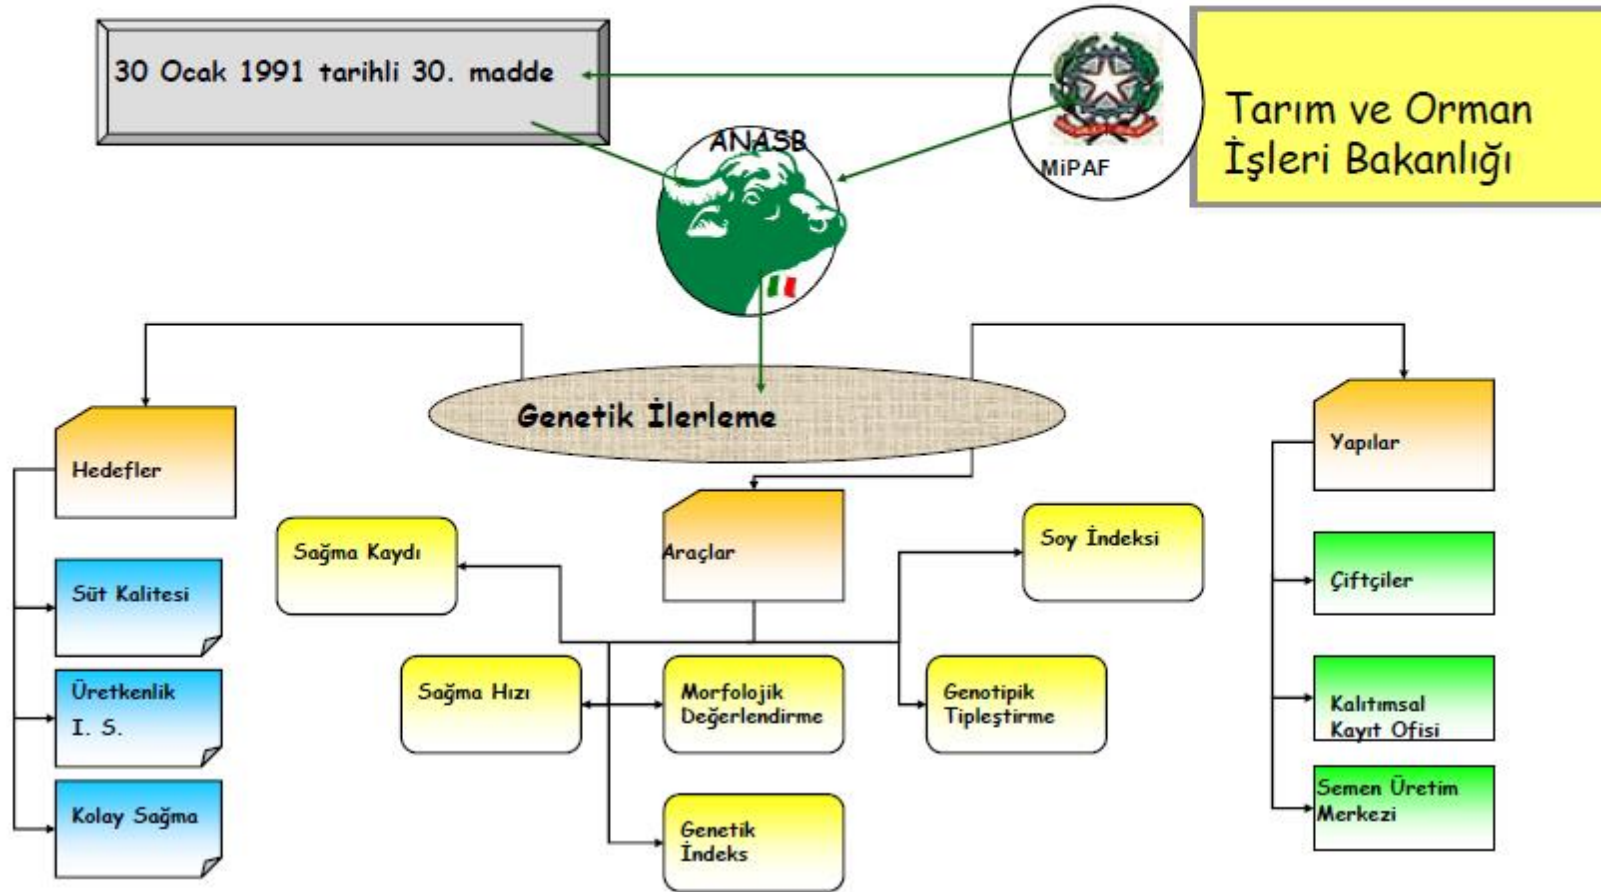 30 Ocak 1991 tarihli 30. madde
ANASB
MiPAF
Tarım ve Orman
İşleri Bakanlığı
Genetik İlerleme
Hedefler
Süt Kalitesi
Üretkenlik
I. S.
Kolay Sağma
Araçlar
Sağma Kaydı
Soy İndeksi
Sağma Hızı
Morfolojik
Değerlendirme
Genotipik
Tipleştirme
Genetik
İndeks
Yapılar
Çiftçiler
Kalıtımsal
Kayıt Ofisi
Semen Üretim
Merkezi